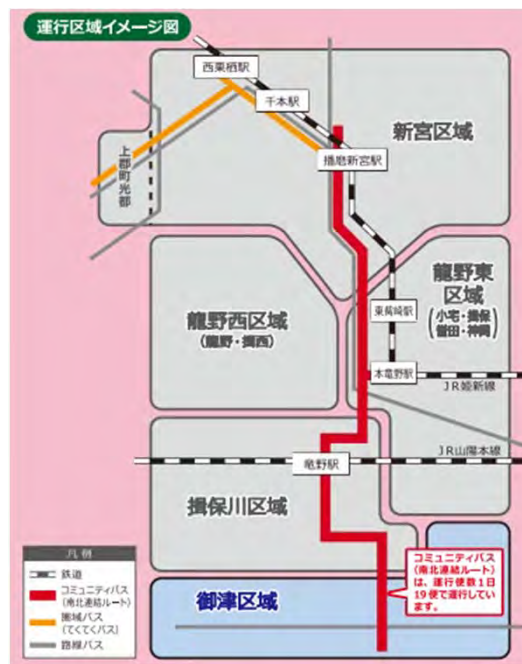 運行区域イメージ図
西栗栖駅
千本駅
播磨新宮駅
新宮区域
上郡町光都
龍野東
区域
(小宅・揖保
誉田・神岡)
東觜崎駅
龍野西区域
(龍野・揖西)
本竜野駅
JR姫新線
JR山陽本線
竜野駅
揖保川区域
コミュニティバス
(南北連結ルート)
は、運行便数1日
19便で運行してい
ます。
御津区域
凡例
鉄道
コミュニティバス
(南北連結ルート)
圏域バス
(てくてくバス)
路線バス